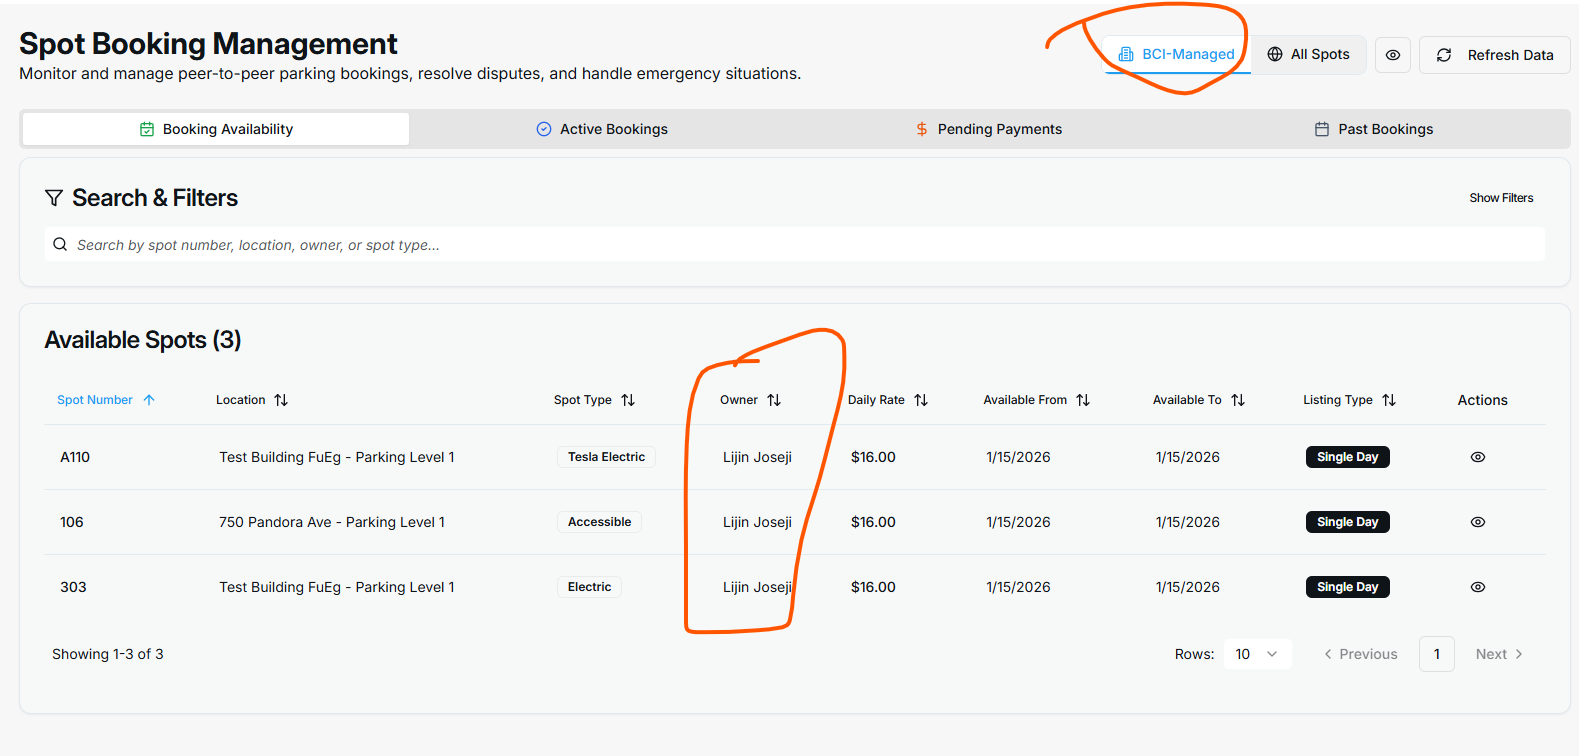 Spot Booking Management
Monitor and manage peer-to-peer parking bookings, resolve disputes, and handle emergency situations.
BCI-Managed All Spots Refresh Data
Booking Availability Active Bookings Pending Payments Past Bookings
Search & Filters Show Filters
Search by spot number, location, owner, or spot type...
Available Spots (3)
Spot Number Location Spot Type Owner Daily Rate Available From Available To Listing Type Actions
A110 Test Building FuEg - Parking Level 1 Tesla Electric Lijin Joseji $16.00 1/15/2026 1/15/2026 Single Day
106 750 Pandora Ave - Parking Level 1 Accessible Lijin Joseji $16.00 1/15/2026 1/15/2026 Single Day
303 Test Building FuEg - Parking Level 1 Electric Lijin Joseji $16.00 1/15/2026 1/15/2026 Single Day
Showing 1-3 of 3 Rows: 10 Previous 1 Next